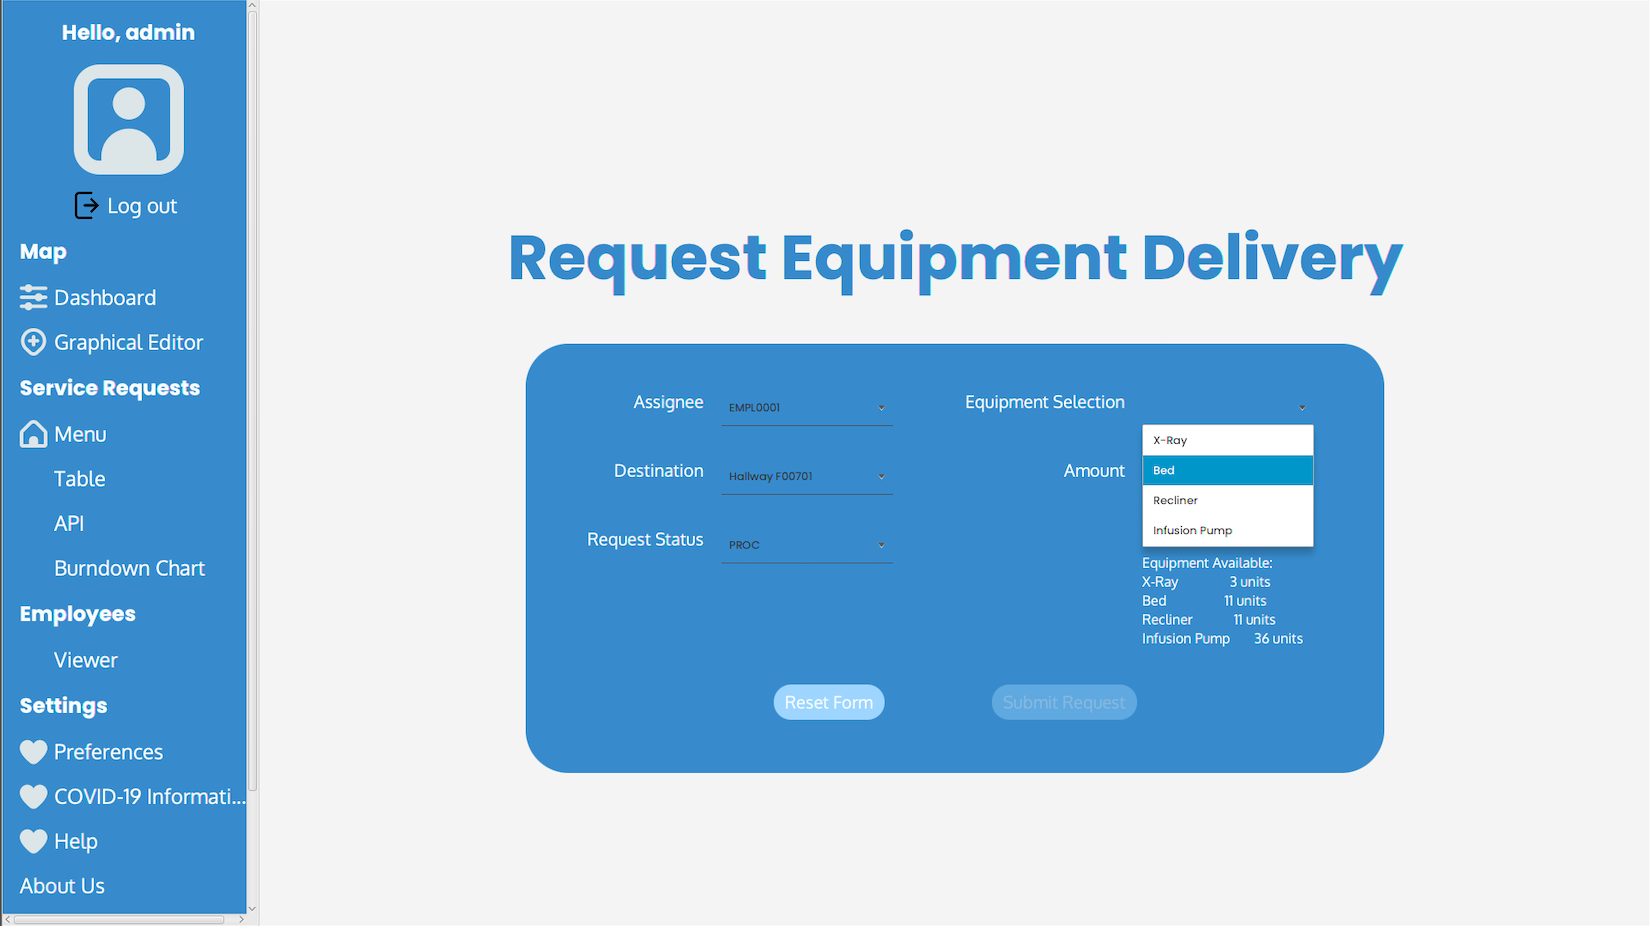 Hello, admin
Log out
Map
Dashboard
Graphical Editor
Service Requests
Menu
Table
API
Burndown Chart
Employees
Viewer
Settings
Preferences
COVID-19 Informati...
Help
About Us
Request Equipment Delivery
Assignee
EMPL0001
Destination
Hallway F00701
Request Status
PROC
Equipment Selection
X-Ray
Bed
Recliner
Infusion Pump
Amount
Equipment Available:
X-Ray 3 units
Bed 11 units
Recliner 11 units
Infusion Pump 36 units
Reset Form
Submit Request